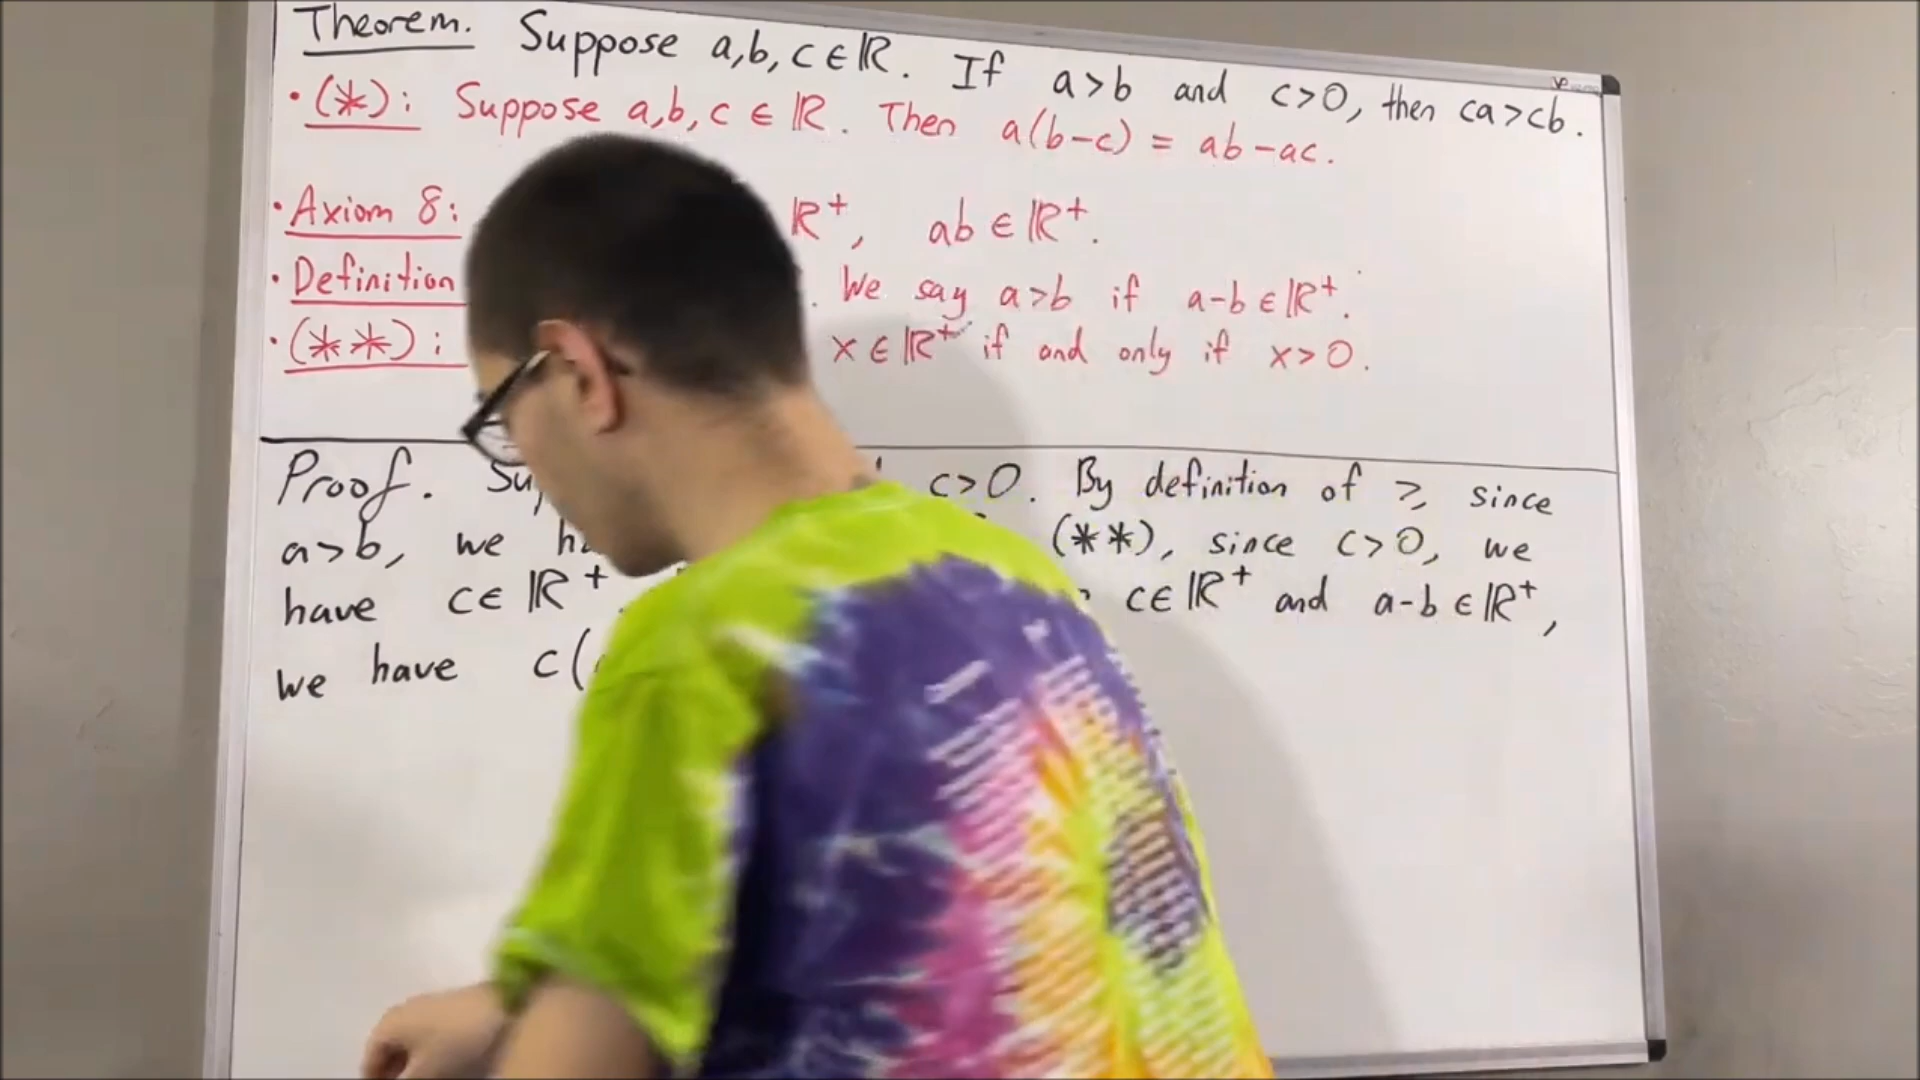 Theorem. Suppose a,b,c∈ℝ. If a>b and c>0, then ca>cb.
• (*): Suppose a,b,c ∈ ℝ. Then a(b-c) = ab-ac.
• Axiom 8: ℝ⁺, ab∈ℝ⁺.
• Definition . We say a>b if a-b∈ℝ⁺.
• (**): x∈ℝ⁺ if and only if x>0.
Proof. c>0. By definition of >, since
a>b, we (**), since c>0, we
have c∈ℝ⁺. c∈ℝ⁺ and a-b∈ℝ⁺,
we have c(